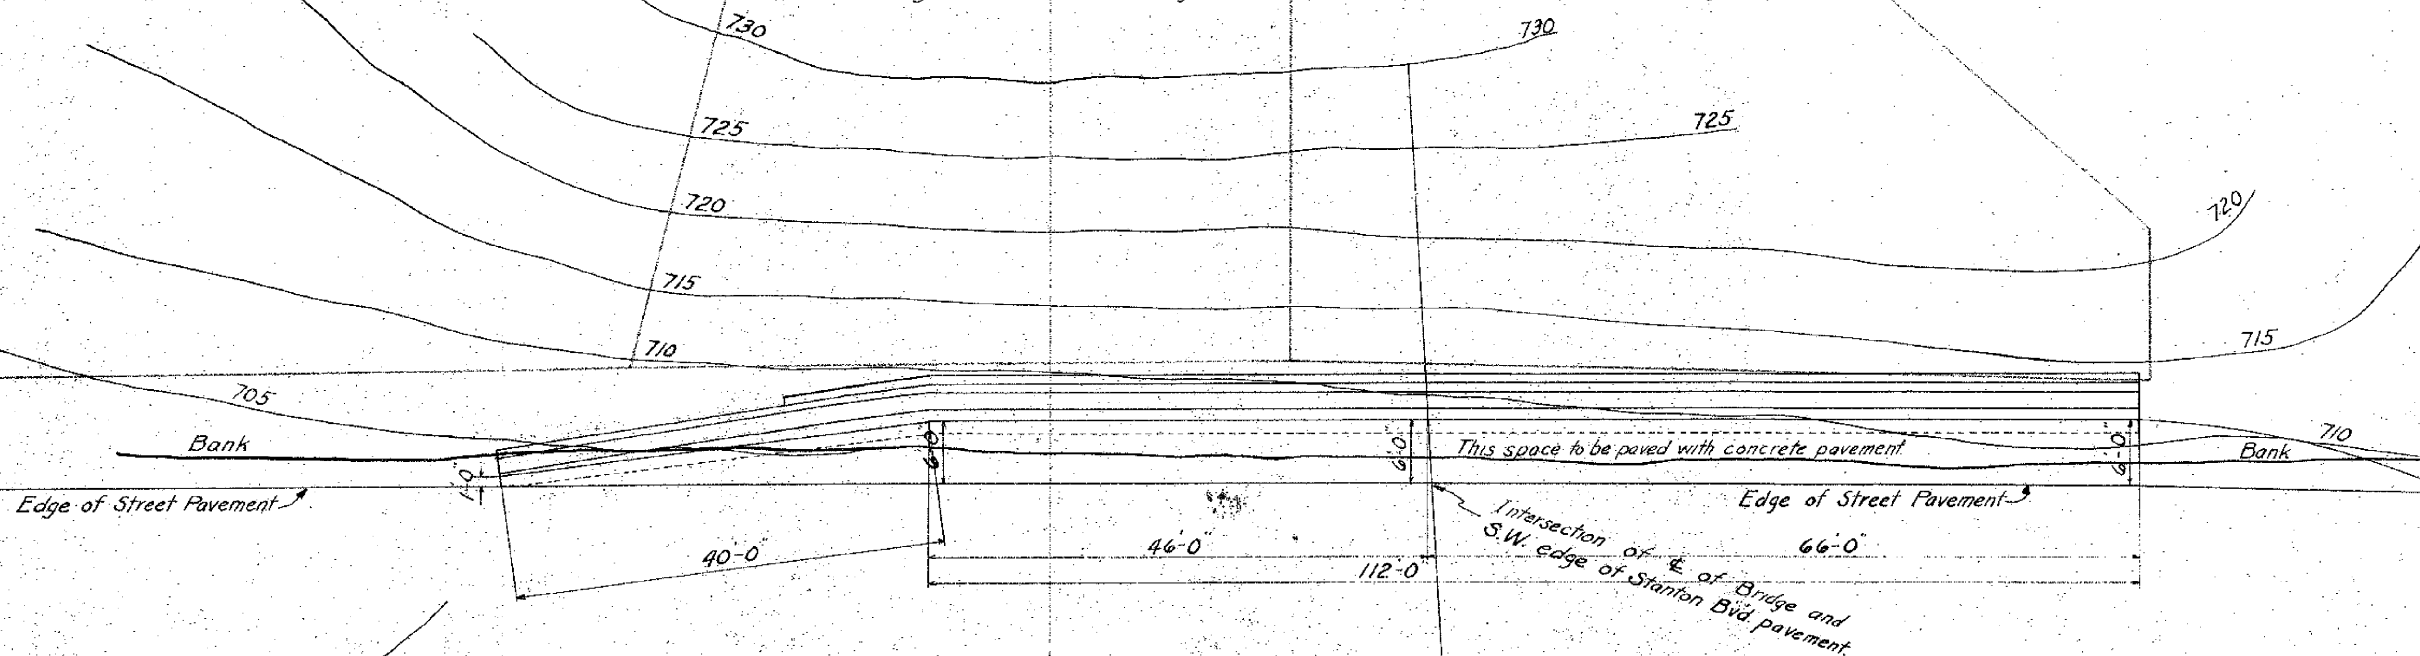 730
730
725
725
720
720
715
715
710
705
710
Bank
Bank
This space to be paved with concrete pavement.
6'-0"
6'-0"
6'-0"
1'-0"
Edge of Street Pavement
Edge of Street Pavement
40'-0"
46'-0"
66'-0"
112'-0"
Intersection of ℄ of Bridge and
S.W. edge of Stanton Bvd. pavement.